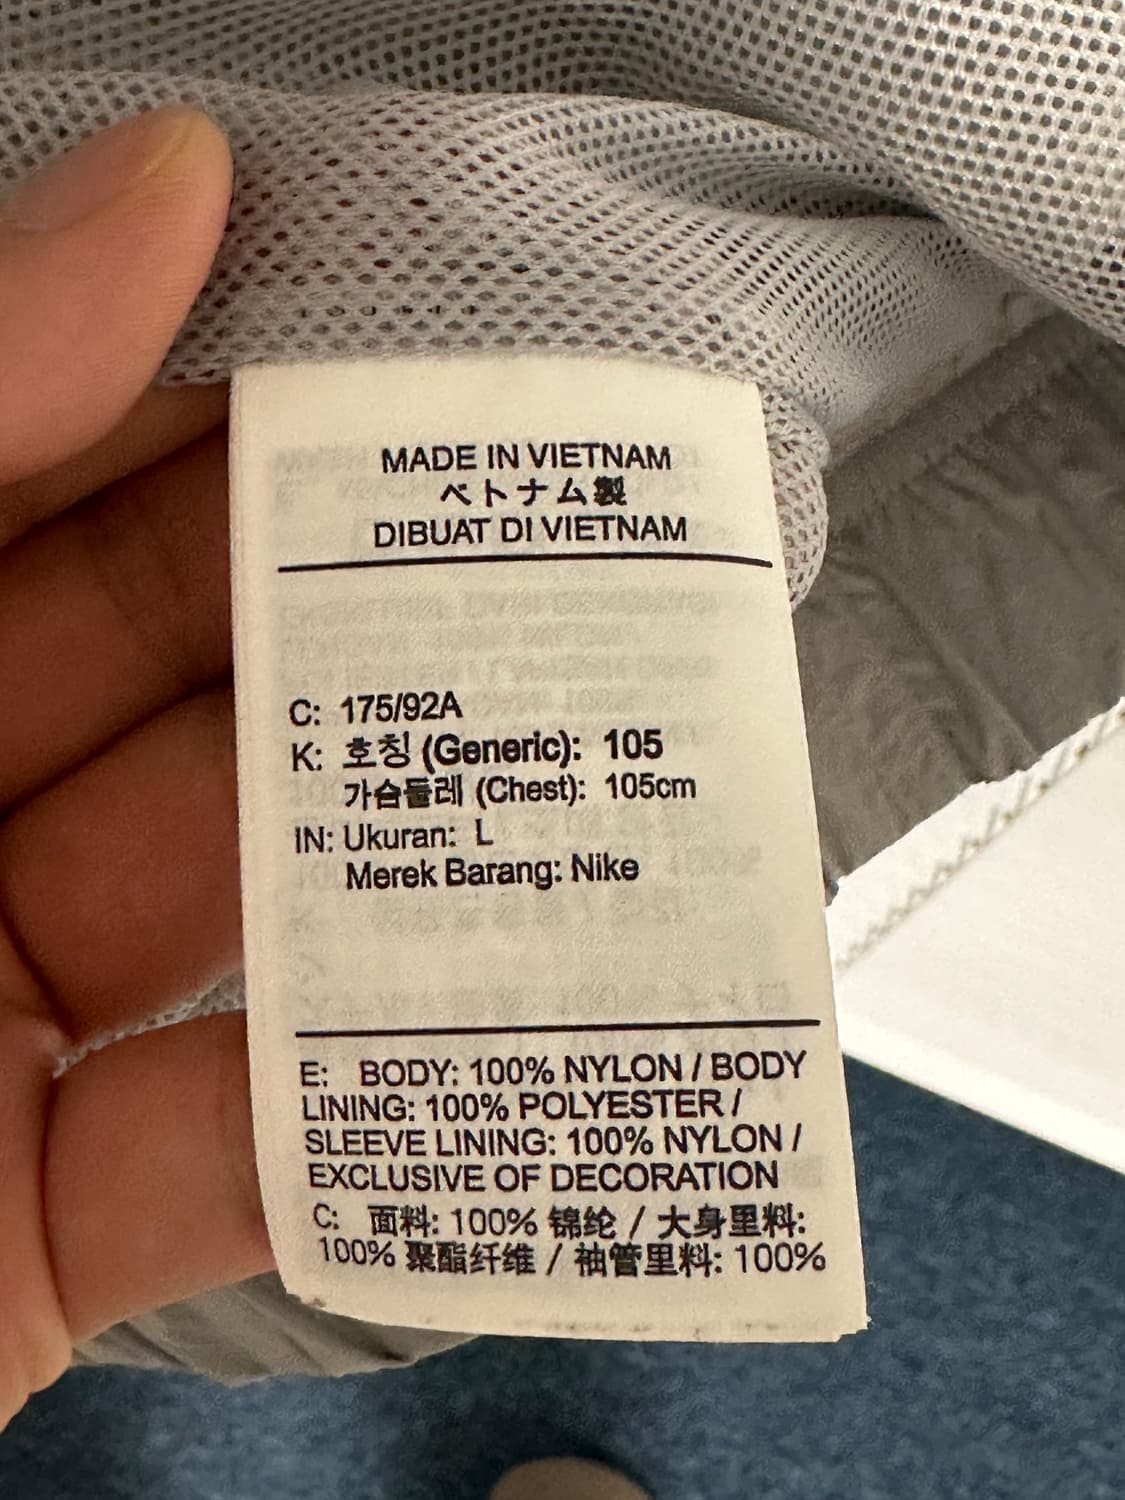 MADE IN VIETNAM
ベトナム製
DIBUAT DI VIETNAM
C: 175/92A
K: 호칭 (Generic): 105
가슴둘레 (Chest): 105cm
IN: Ukuran: L
Merek Barang: Nike
E: BODY: 100% NYLON / BODY
LINING: 100% POLYESTER /
SLEEVE LINING: 100% NYLON /
EXCLUSIVE OF DECORATION
C: 面料: 100% 锦纶 / 大身里料:
100% 聚酯纤维 / 袖管里料: 100%